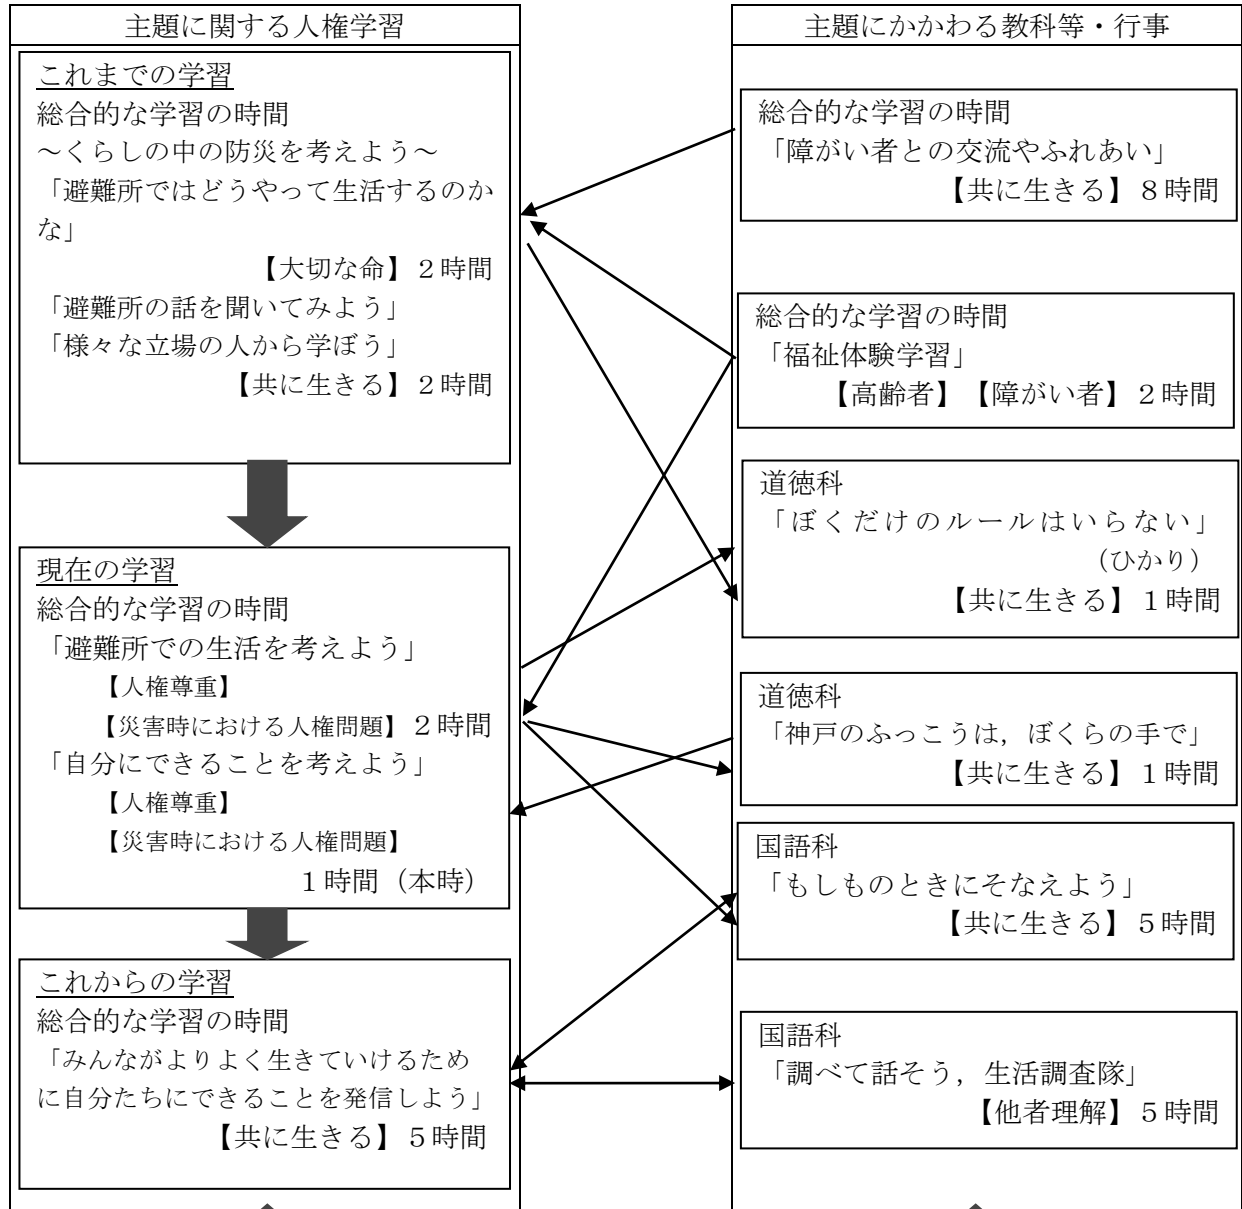 主題に関する人権学習
これまでの学習
総合的な学習の時間
～くらしの中の防災を考えよう～
「避難所ではどうやって生活するのか
な」
【大切な命】２時間
「避難所の話を聞いてみよう」
「様々な立場の人から学ぼう」
【共に生きる】２時間
現在の学習
総合的な学習の時間
「避難所での生活を考えよう」
【人権尊重】
【災害時における人権問題】２時間
「自分にできることを考えよう」
【人権尊重】
【災害時における人権問題】
１時間（本時）
これからの学習
総合的な学習の時間
「みんながよりよく生きていけるため
に自分たちにできることを発信しよう」
【共に生きる】５時間
主題にかかわる教科等・行事
総合的な学習の時間
「障がい者との交流やふれあい」
【共に生きる】８時間
総合的な学習の時間
「福祉体験学習」
【高齢者】【障がい者】２時間
道徳科
「ぼくだけのルールはいらない」
（ひかり）
【共に生きる】１時間
道徳科
「神戸のふっこうは，ぼくらの手で」
【共に生きる】１時間
国語科
「もしものときにそなえよう」
【共に生きる】５時間
国語科
「調べて話そう，生活調査隊」
【他者理解】５時間